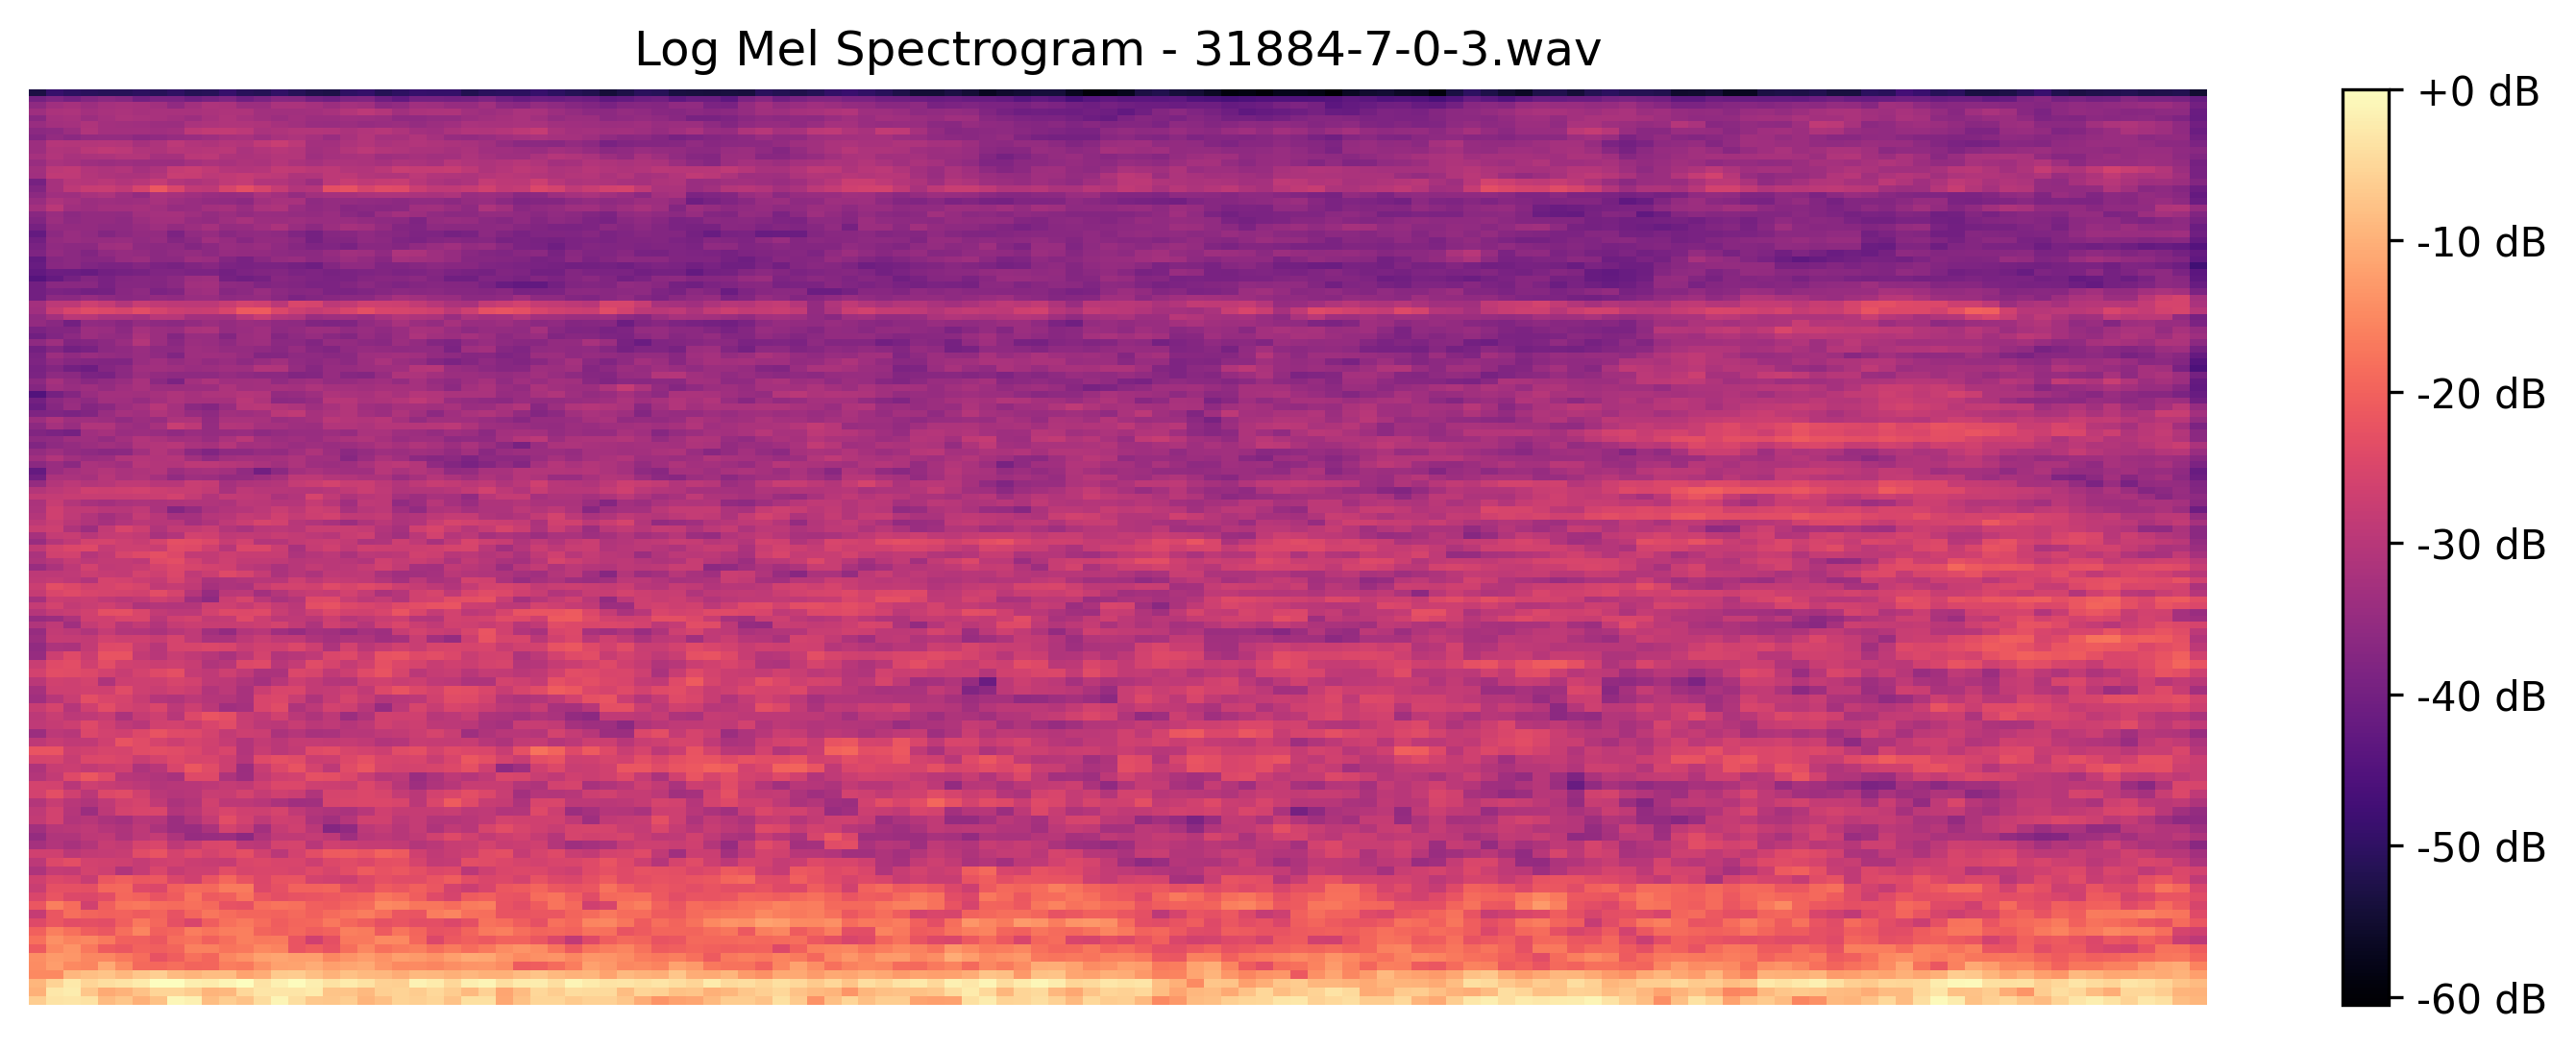 Log Mel Spectrogram - 31884-7-0-3.wav
+0 dB
-10 dB
-20 dB
-30 dB
-40 dB
-50 dB
-60 dB